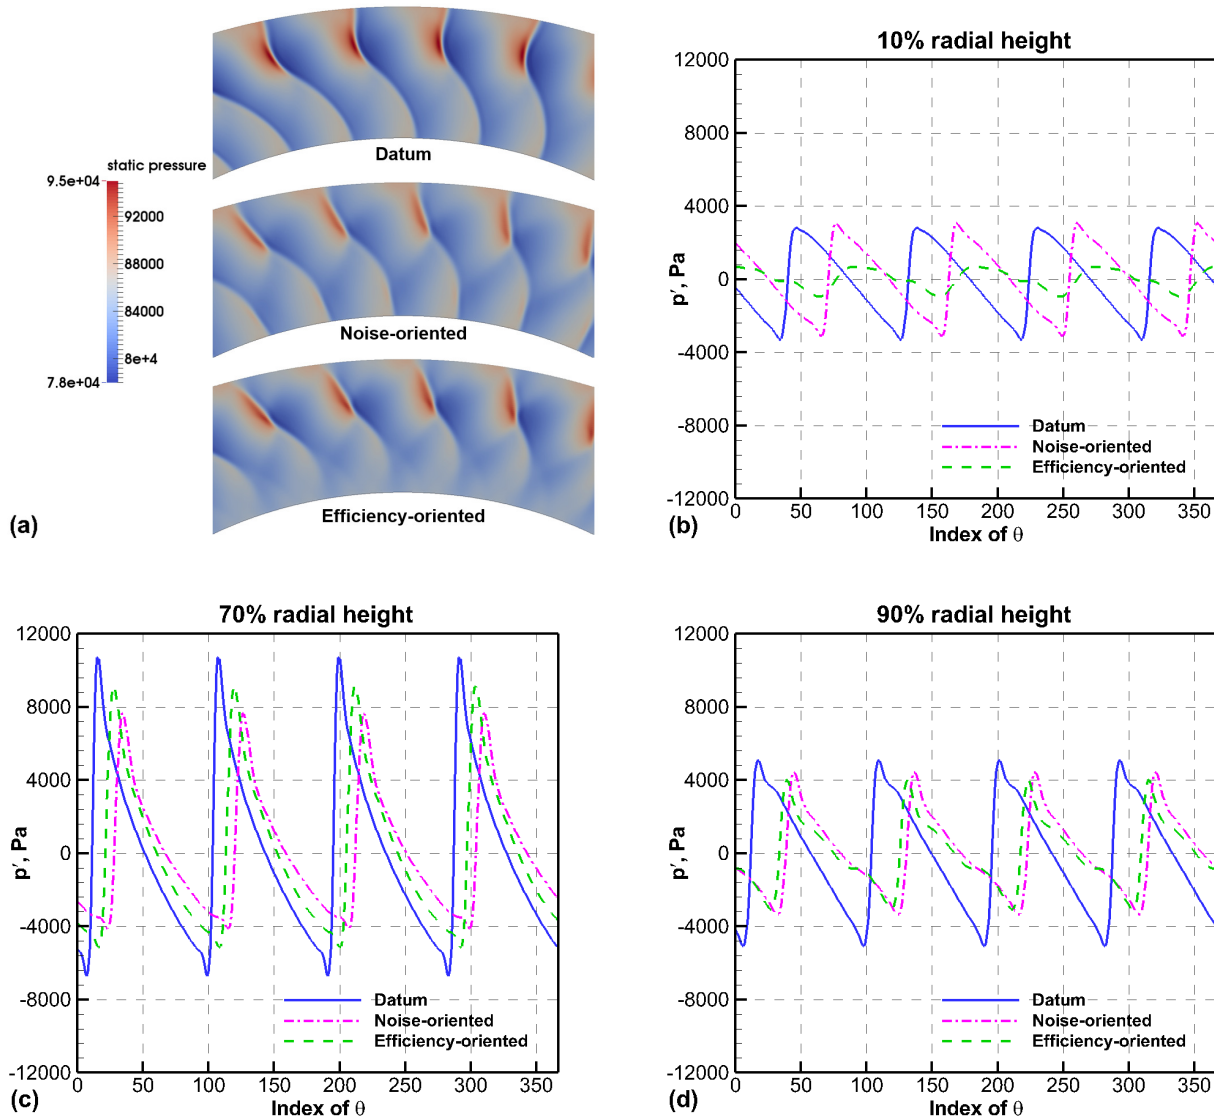 static pressure
9.5e+04
92000
88000
84000
8e+4
7.8e+04
Datum
Noise-oriented
Efficiency-oriented
(a)
10% radial height
12000
8000
4000
0
-4000
-8000
-12000
p′, Pa
Datum
Noise-oriented
Efficiency-oriented
0 50 100 150 200 250 300 350
Index of θ
(b)
70% radial height
12000
8000
4000
0
-4000
-8000
-12000
p′, Pa
Datum
Noise-oriented
Efficiency-oriented
0 50 100 150 200 250 300 350
Index of θ
(c)
90% radial height
12000
8000
4000
0
-4000
-8000
-12000
p′, Pa
Datum
Noise-oriented
Efficiency-oriented
0 50 100 150 200 250 300 350
Index of θ
(d)